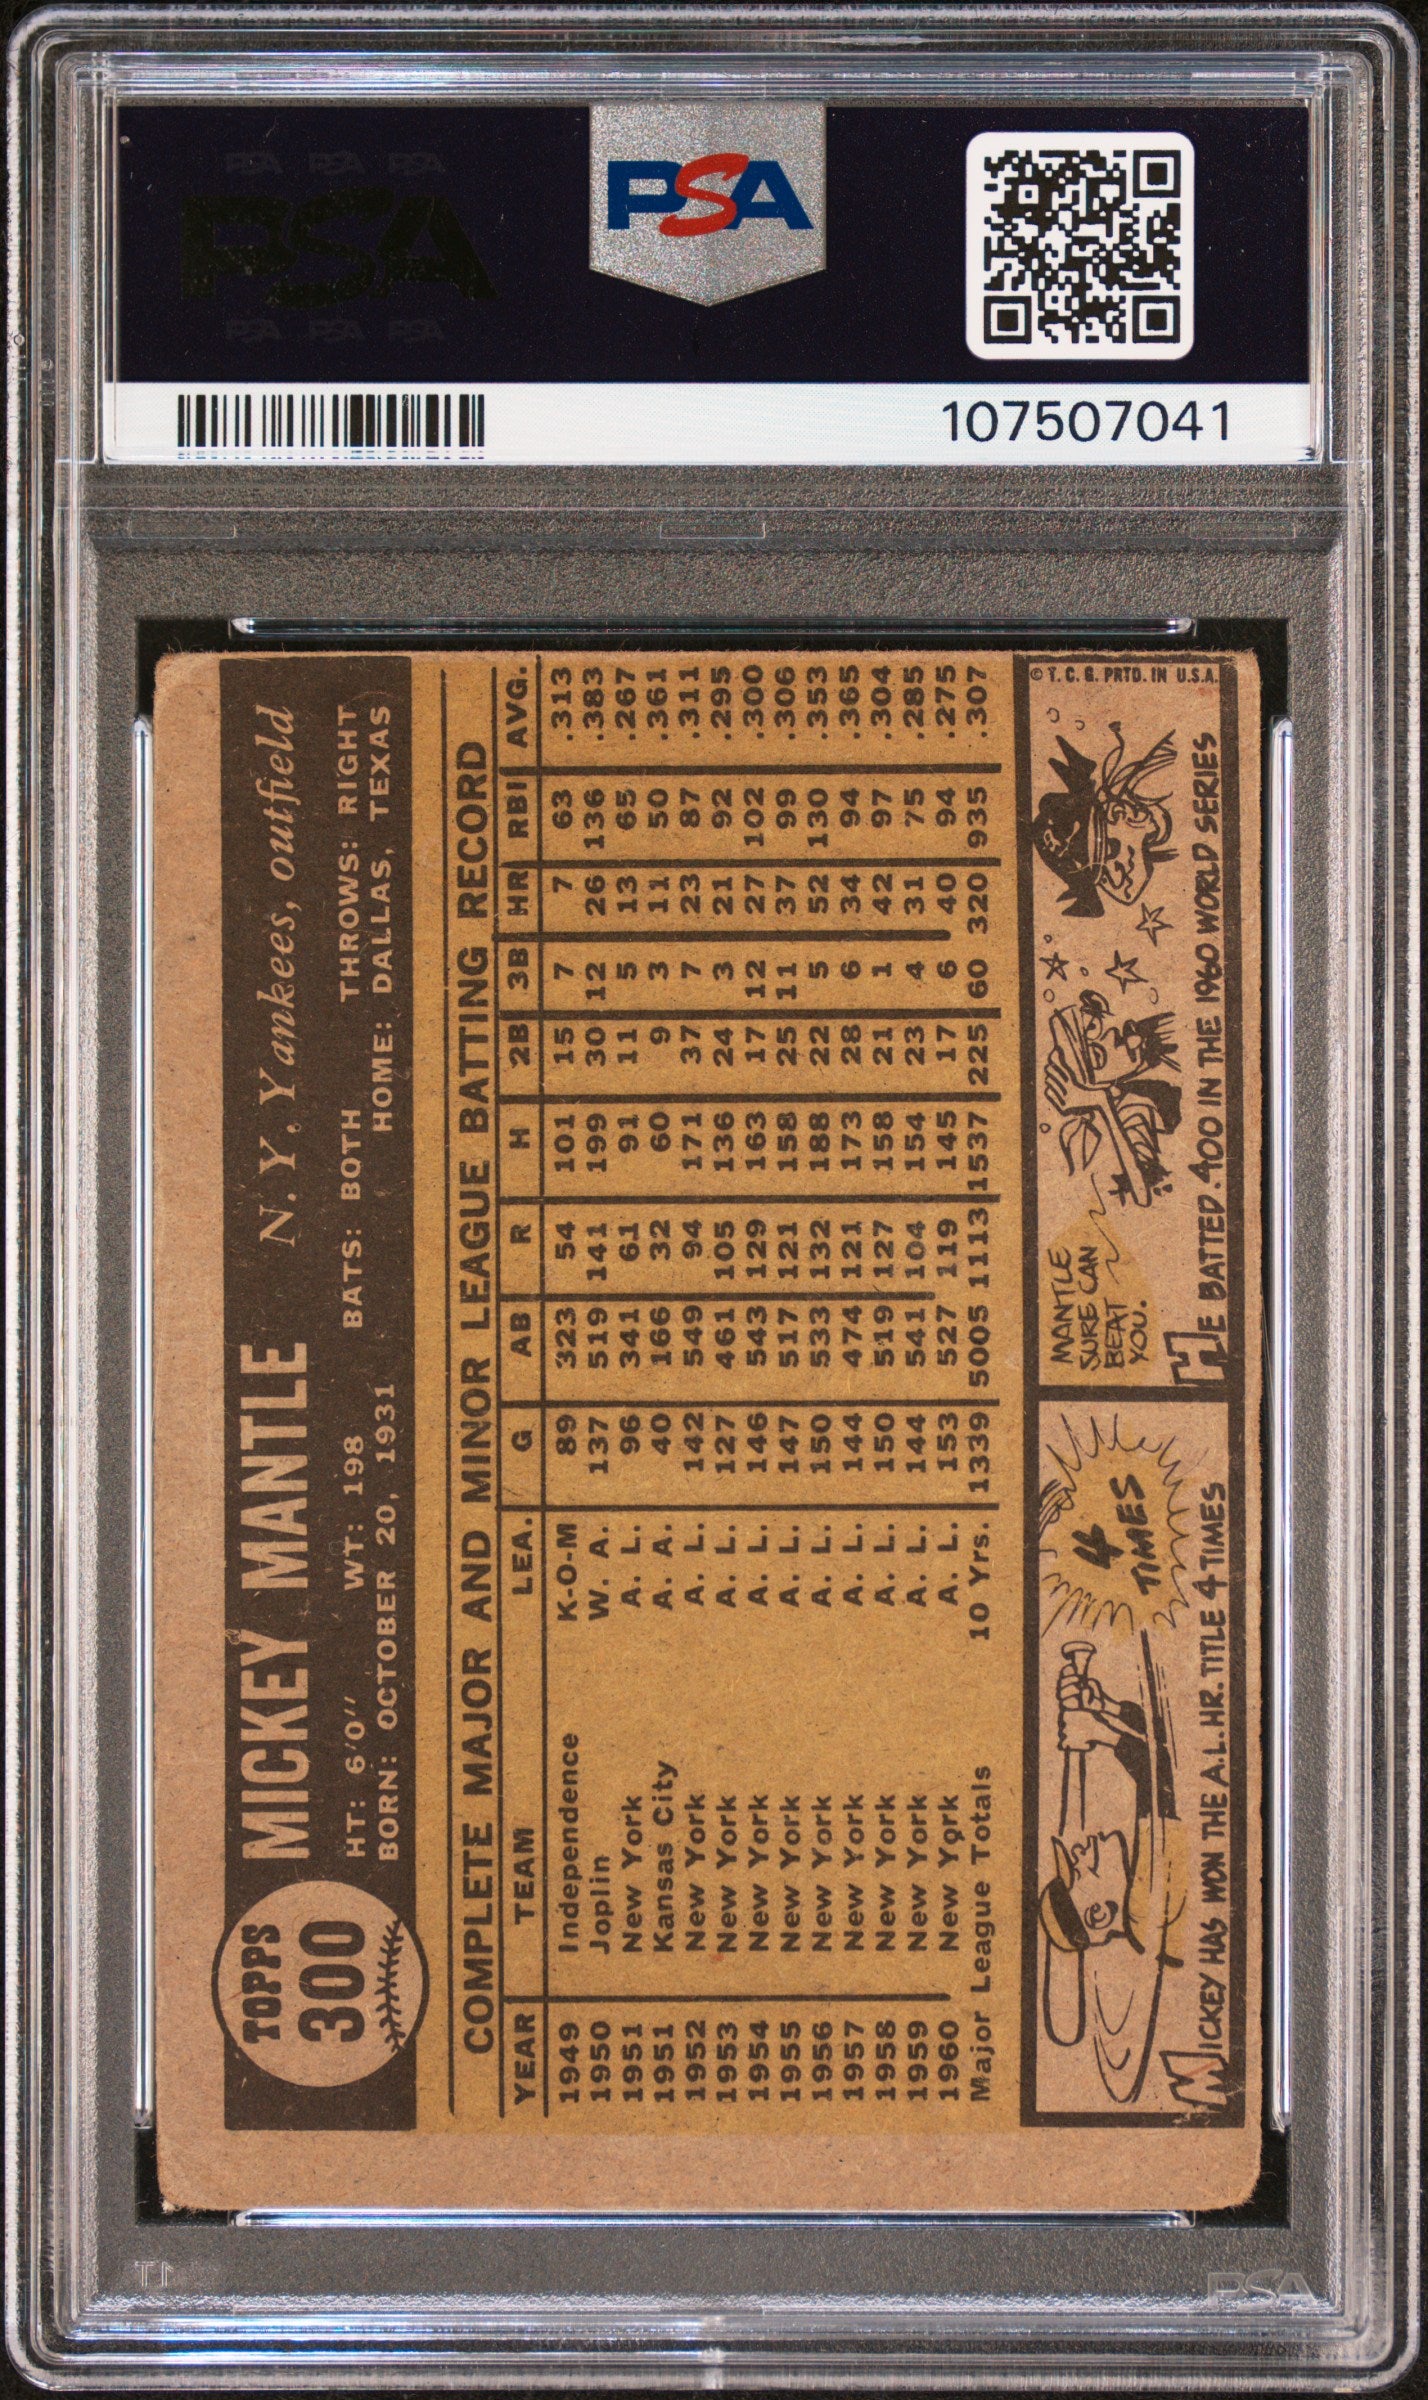 PSA PSA PSA
PSA
PSA PSA PSA
PSA
107507041
TOPPS
300
MICKEY MANTLE N. Y. Yankees, outfield
HT: 6'0'' WT: 198 BATS: BOTH THROWS: RIGHT
BORN: OCTOBER 20, 1931 HOME: DALLAS, TEXAS
COMPLETE MAJOR AND MINOR LEAGUE BATTING RECORD
YEAR TEAM LEA. G AB R H 2B 3B HR RBI AVG.
1949 Independence K-O-M 89 323 54 101 15 7 7 63 .313
1950 Joplin W. A. 137 519 141 199 30 12 26 136 .383
1951 New York A. L. 96 341 61 91 11 5 13 65 .267
1951 Kansas City A. A. 40 166 32 60 9 3 11 50 .361
1952 New York A. L. 142 549 94 171 37 7 23 87 .311
1953 New York A. L. 127 461 105 136 24 3 21 92 .295
1954 New York A. L. 146 543 129 163 17 12 27 102 .300
1955 New York A. L. 147 517 121 158 25 11 37 99 .306
1956 New York A. L. 150 533 132 188 22 5 52 130 .353
1957 New York A. L. 144 474 121 173 28 6 34 94 .365
1958 New York A. L. 150 519 127 158 21 1 42 97 .304
1959 New York A. L. 144 541 104 154 23 4 31 75 .285
1960 New York A. L. 153 527 119 145 17 6 40 94 .275
Major League Totals 10 Yrs. 1339 5005 1113 1537 225 60 320 935 .307
4
TIMES
MICKEY HAS WON THE A.L. HR. TITLE 4 TIMES
MANTLE
SURE CAN
BEAT
YOU.
HE BATTED .400 IN THE 1960 WORLD SERIES
© T. C. G. PRTD. IN U.S.A.
T1
PSA